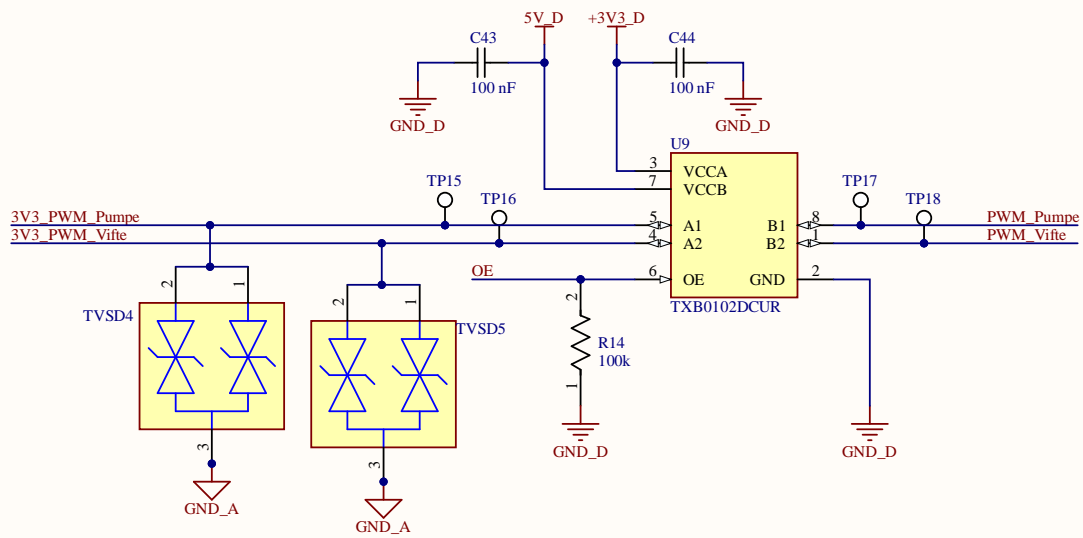 5V_D
+3V3_D
C43
C44
100 nF
100 nF
GND_D
GND_D
U9
3
VCCA
7
VCCB
TP15
TP16
TP17
TP18
3V3_PWM_Pumpe
5
A1
B1
8
PWM_Pumpe
3V3_PWM_Vifte
4
A2
B2
1
PWM_Vifte
OE
6
OE
GND
2
TXB0102DCUR
2
1
TVSD4
2
1
TVSD5
2
R14
100k
1
3
3
GND_D
GND_D
GND_A
GND_A